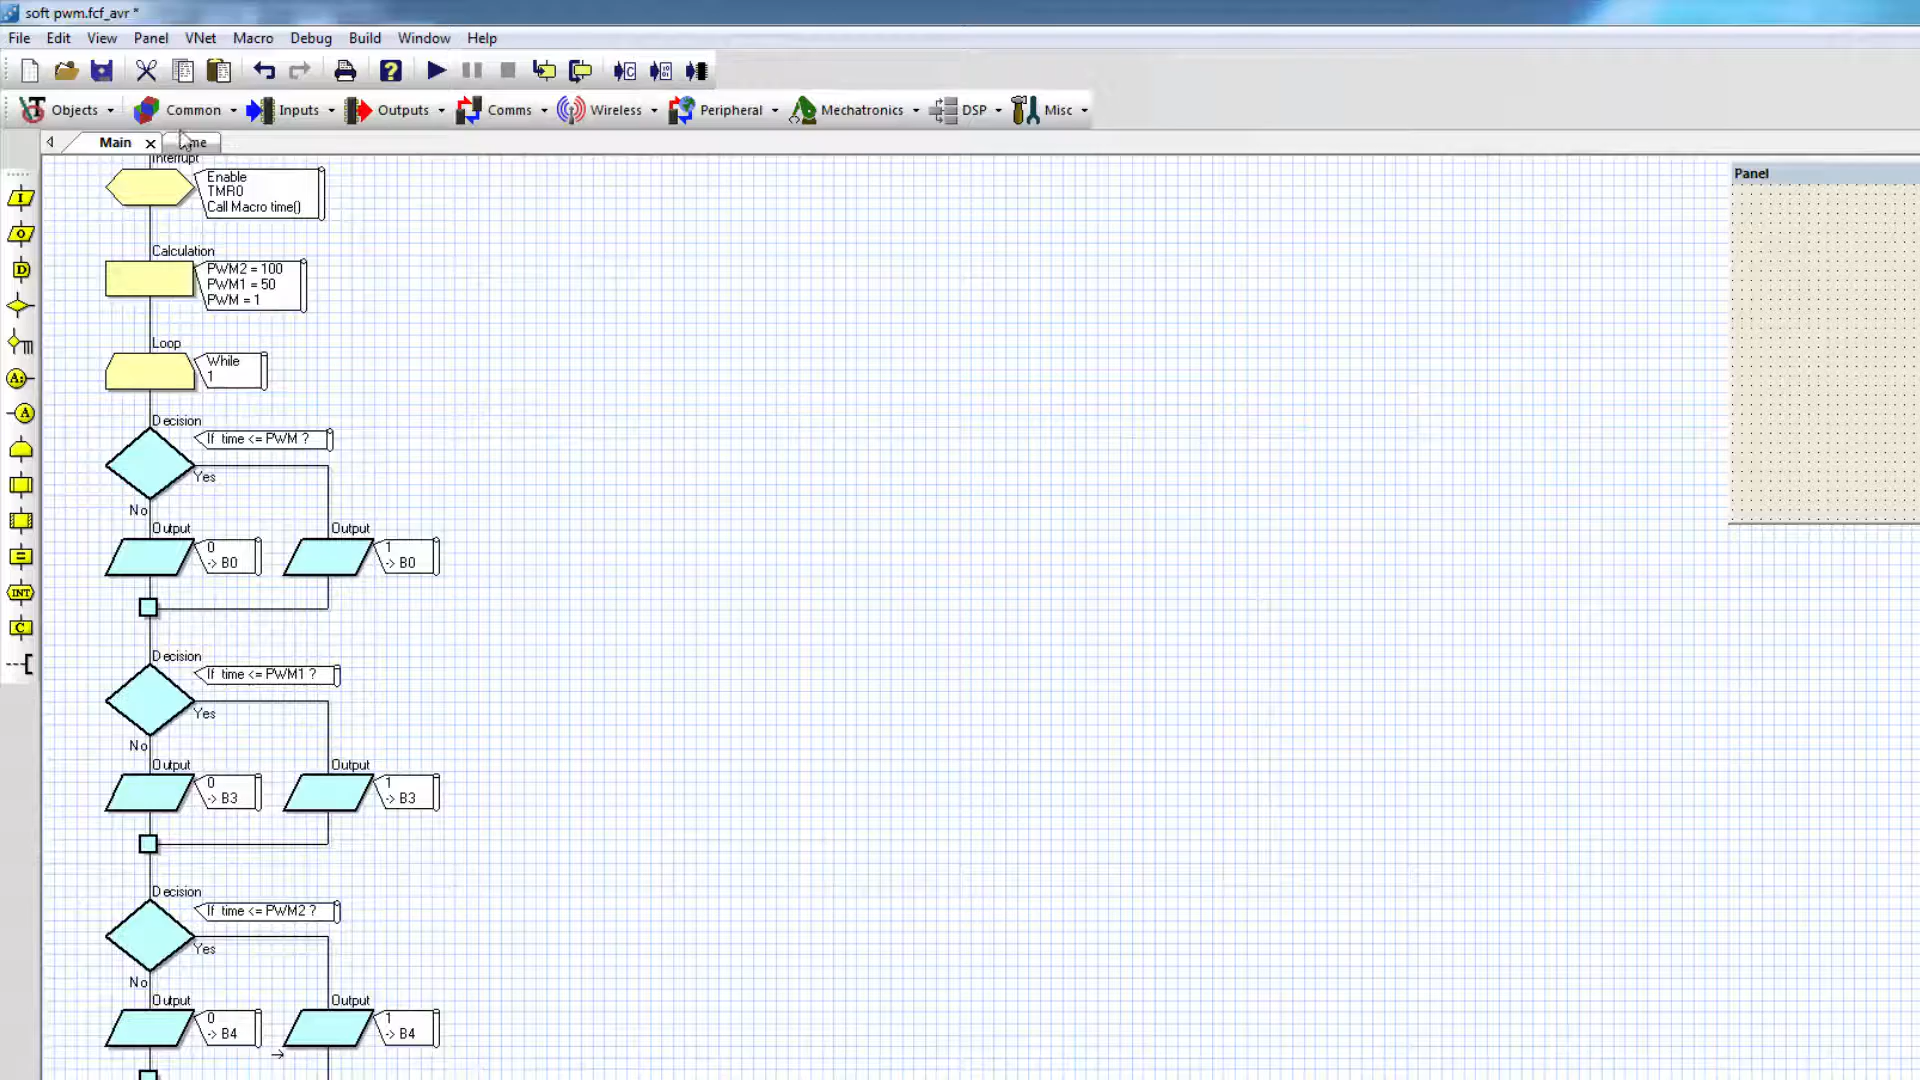 soft pwm.fcf_avr *
File Edit View Panel VNet Macro Debug Build Window Help
Objects Common Inputs Outputs Comms Wireless Peripheral Mechatronics DSP Misc
Main
Panel
Interrupt
Enable
TMR0
Call Macro time()
Calculation
PWM2 = 100
PWM1 = 50
PWM = 1
Loop
While
1
Decision
If time <= PWM ?
Yes
No
Output
0
-> B0
Output
1
-> B0
Decision
If time <= PWM1 ?
Yes
No
Output
0
-> B3
Output
1
-> B3
Decision
If time <= PWM2 ?
Yes
No
Output
0
-> B4
Output
1
-> B4
I
O
D
A:
A
=
INT
C